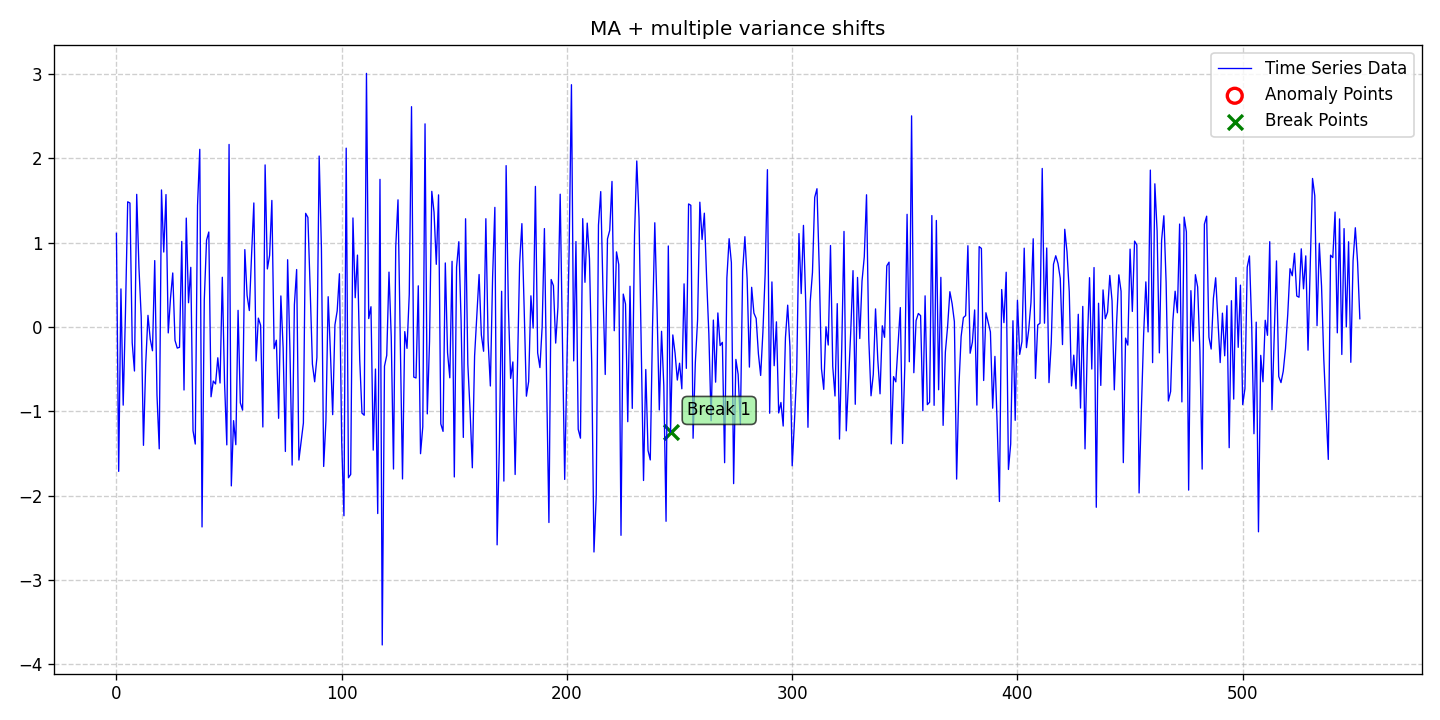 MA + multiple variance shifts
Time Series Data
Anomaly Points
Break Points
3
2
1
0
−1
−2
−3
−4
Break 1
0
100
200
300
400
500